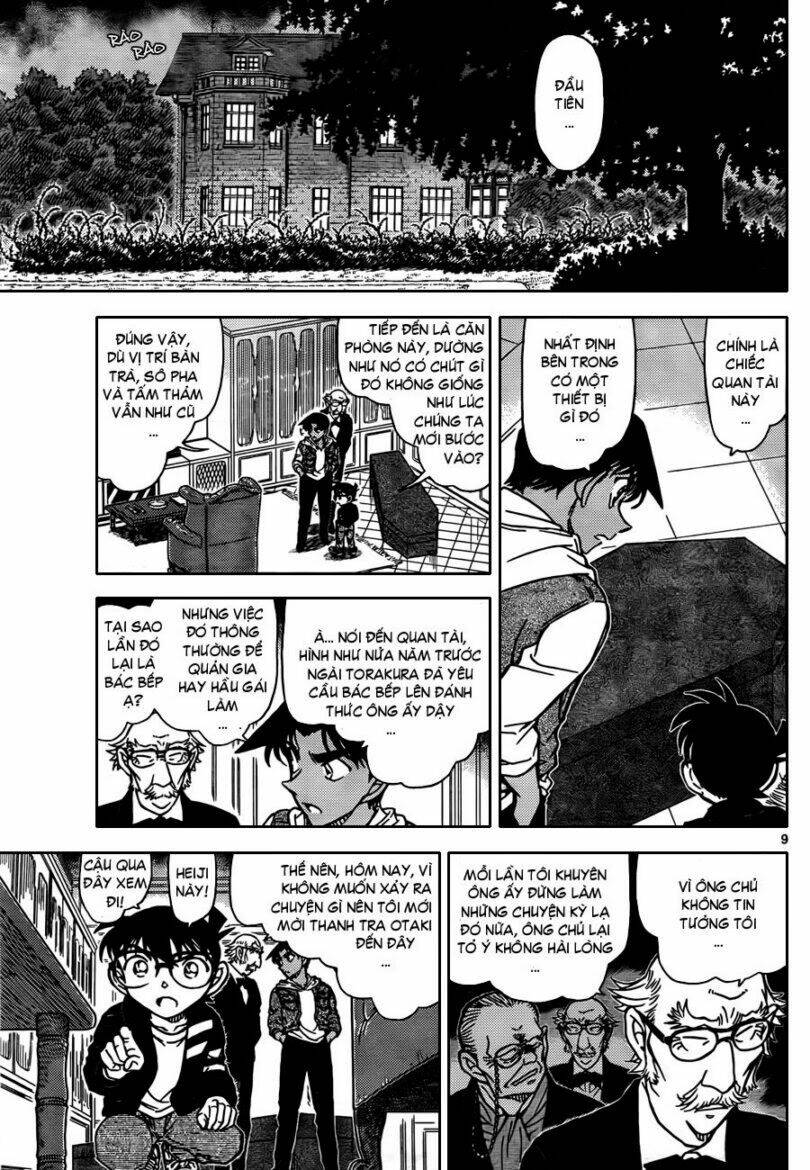 RÀO
RÀO
ĐẦU
TIÊN
...
CHÍNH LÀ
CHIẾC
QUAN TÀI
NÀY ...
NHẤT ĐỊNH
BÊN TRONG
CÓ MỘT
THIẾT BỊ
GÌ ĐÓ ...
TIẾP ĐẾN LÀ CĂN
PHÒNG NÀY, DƯỜNG
NHƯ NÓ CÓ CHÚT GÌ
ĐÓ KHÔNG GIỐNG
NHƯ LÚC
CHÚNG TA
MỚI BƯỚC
VÀO?
ĐÚNG VẬY,
DÙ VỊ TRÍ BÀN
TRÀ, SÔ PHA
VÀ TẤM THẢM
VẪN NHƯ CŨ
...
À... NÓI ĐẾN QUAN TÀI,
HÌNH NHƯ NỬA NĂM TRƯỚC
NGÀI TORAKURA ĐÃ YÊU
CẦU BÁC BẾP LÊN ĐÁNH
THỨC ÔNG ẤY DẬY
...
NHƯNG VIỆC
ĐÓ THÔNG
THƯỜNG ĐỂ
QUẢN GIA
HAY HẦU GÁI
LÀM
...
TẠI SAO
LẦN ĐÓ
LẠI LÀ
BÁC BẾP
Ạ?
9
VÌ ÔNG CHỦ
KHÔNG TIN
TƯỞNG TÔI
...
MỖI LẦN TÔI KHUYÊN
ÔNG ẤY ĐỪNG LÀM
NHỮNG CHUYỆN KỲ LẠ
ĐÓ NỮA, ÔNG CHỦ LẠI
TỎ Ý KHÔNG HÀI LÒNG
...
THẾ NÊN, HÔM NAY, VÌ
KHÔNG MUỐN XẢY RA
CHUYỆN GÌ NÊN TÔI MỚI
MỜI THANH TRA OTAKI
ĐẾN ĐÂY
HEIJI
NÀY!
CẬU QUA
ĐÂY XEM
ĐI!